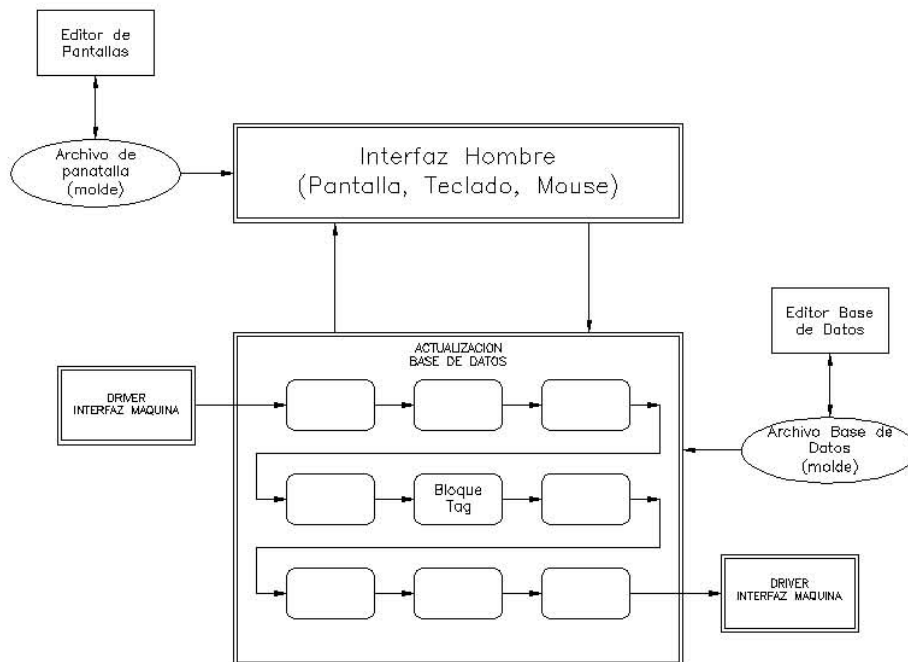 Editor de
Pantallas
Archivo de
panatalla
(molde)
Interfaz Hombre
(Pantalla, Teclado, Mouse)
Editor Base
de Datos
ACTUALIZACION
BASE DE DATOS
DRIVER
INTERFAZ MAQUINA
Archivo Base de
Datos
(molde)
Bloque
Tag
DRIVER
INTERFAZ MAQUINA